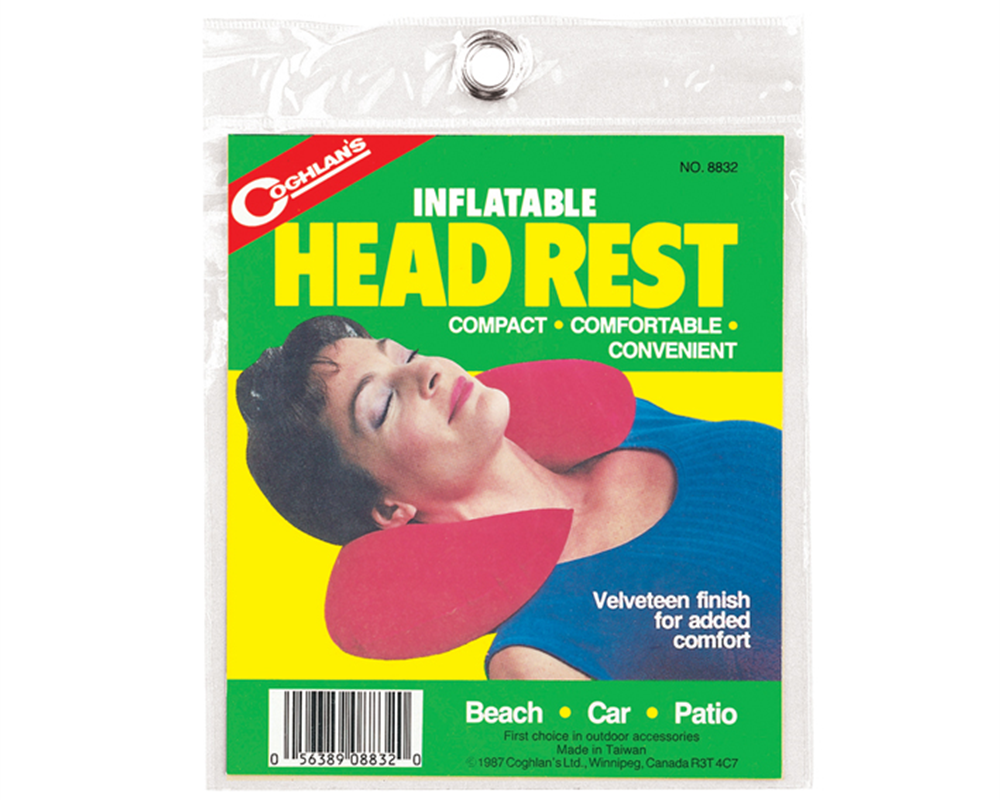 COGHLAN'S
NO. 8832
INFLATABLE
HEAD REST
COMPACT • COMFORTABLE •
CONVENIENT
Velveteen finish
for added
comfort
Beach • Car • Patio
First choice in outdoor accessories
Made in Taiwan
© 1987 Coghlan's Ltd., Winnipeg, Canada R3T 4C7
0 56389 08832 0